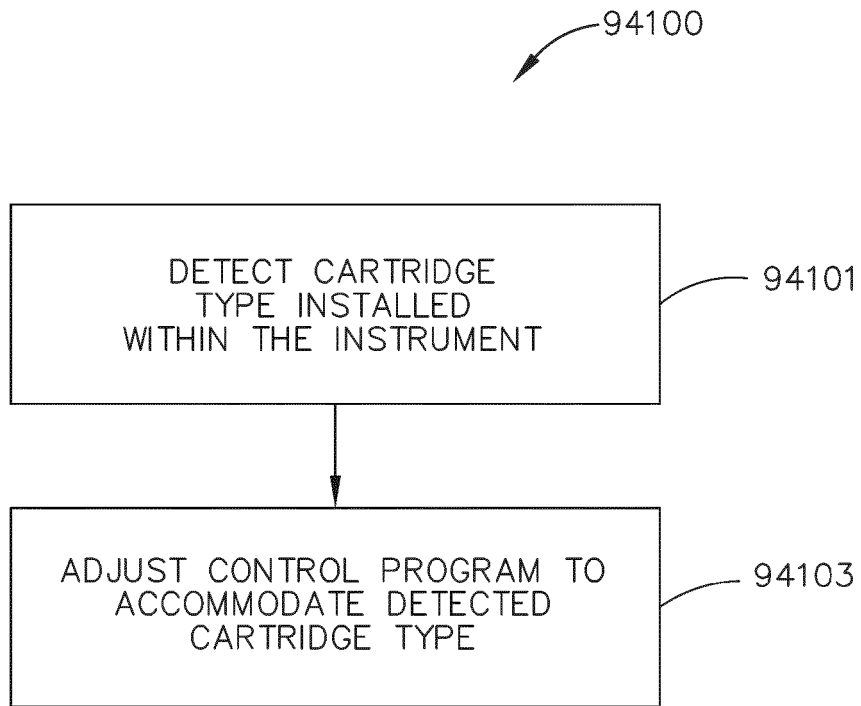 94100
DETECT CARTRIDGE
TYPE INSTALLED
WITHIN THE INSTRUMENT
94101
ADJUST CONTROL PROGRAM TO
ACCOMMODATE DETECTED
CARTRIDGE TYPE
94103